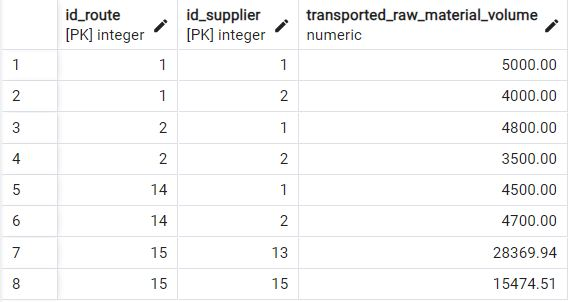 id_route id_supplier transported_raw_material_volume
[PK] integer [PK] integer numeric
1 1 1 5000.00
2 1 2 4000.00
3 2 1 4800.00
4 2 2 3500.00
5 14 1 4500.00
6 14 2 4700.00
7 15 13 28369.94
8 15 15 15474.51